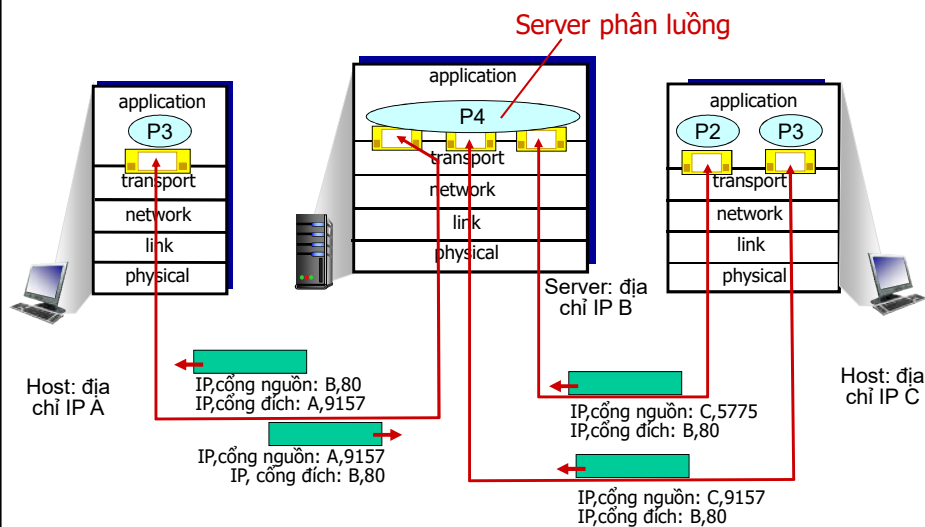 Server phân luồng
application
P3
transport
network
link
physical
application
P4
transport
network
link
physical
application
P2 P3
transport
network
link
physical
Server: địa
chỉ IP B
Host: địa
chỉ IP A
Host: địa
chỉ IP C
IP,cổng nguồn: B,80
IP,cổng đích: A,9157
IP,cổng nguồn: A,9157
IP, cổng đích: B,80
IP,cổng nguồn: C,5775
IP,cổng đích: B,80
IP,cổng nguồn: C,9157
IP,cổng đích: B,80